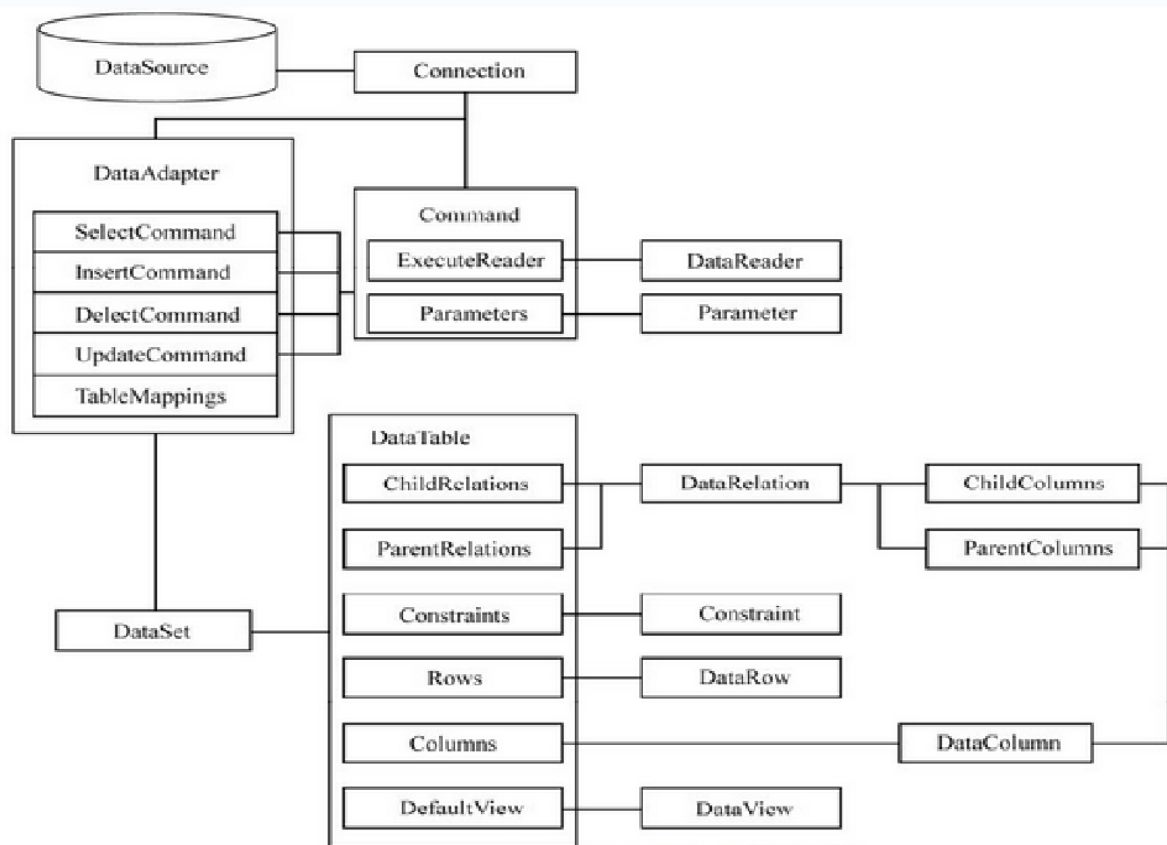 DataSource
Connection
DataAdapter
SelectCommand
InsertCommand
DelectCommand
UpdateCommand
TableMappings
Command
ExecuteReader
DataReader
Parameters
Parameter
DataTable
ChildRelations
DataRelation
ChildColumns
ParentRelations
ParentColumns
DataSet
Constraints
Constraint
Rows
DataRow
Columns
DataColumn
DefaultView
DataView